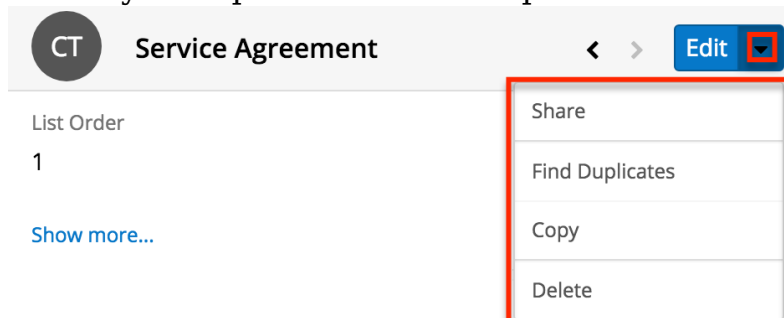 CT Service Agreement Edit
List Order
1
Show more...
Share
Find Duplicates
Copy
Delete